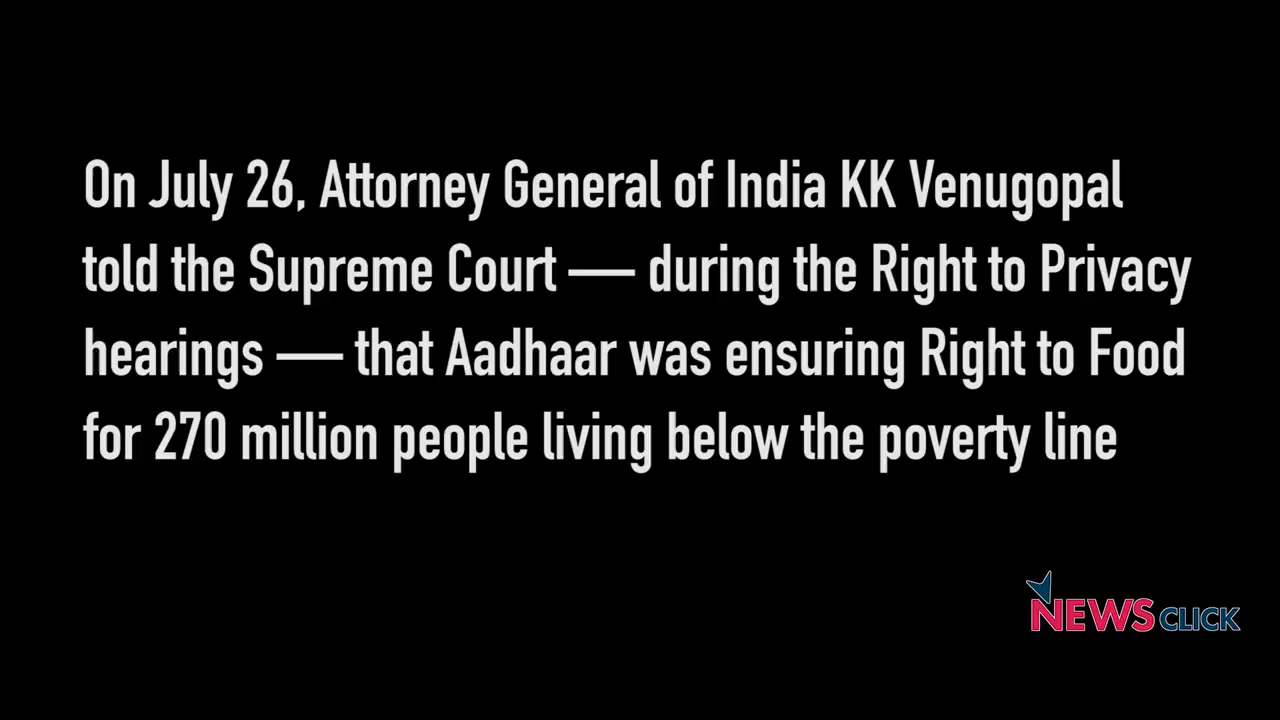 On July 26, Attorney General of India KK Venugopal
told the Supreme Court — during the Right to Privacy
hearings — that Aadhaar was ensuring Right to Food
for 270 million people living below the poverty line
NEWSCLICK